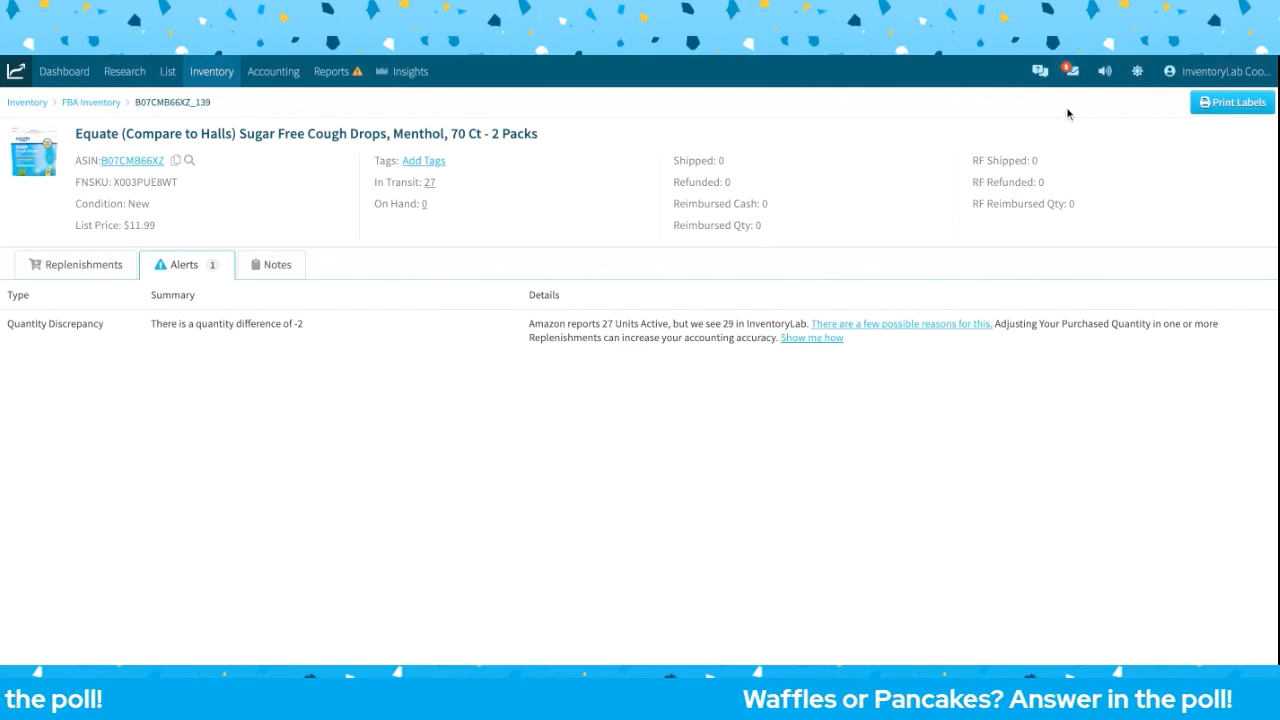 Dashboard Research List Inventory Accounting Reports Insights 8 InventoryLab Coo...
Inventory > FBA Inventory > B07CMB66XZ_139 Print Labels
Equate (Compare to Halls) Sugar Free Cough Drops, Menthol, 70 Ct - 2 Packs
ASIN:B07CMB66XZ Tags: Add Tags Shipped: 0 RF Shipped: 0
FNSKU: X003PUE8WT In Transit: 27 Refunded: 0 RF Refunded: 0
Condition: New On Hand: 0 Reimbursed Cash: 0 RF Reimbursed Qty: 0
List Price: $11.99 Reimbursed Qty: 0
Replenishments Alerts 1 Notes
Type Summary Details
Quantity Discrepancy There is a quantity difference of -2 Amazon reports 27 Units Active, but we see 29 in InventoryLab. There are a few possible reasons for this. Adjusting Your Purchased Quantity in one or more
Replenishments can increase your accounting accuracy. Show me how
the poll! Waffles or Pancakes? Answer in the poll!